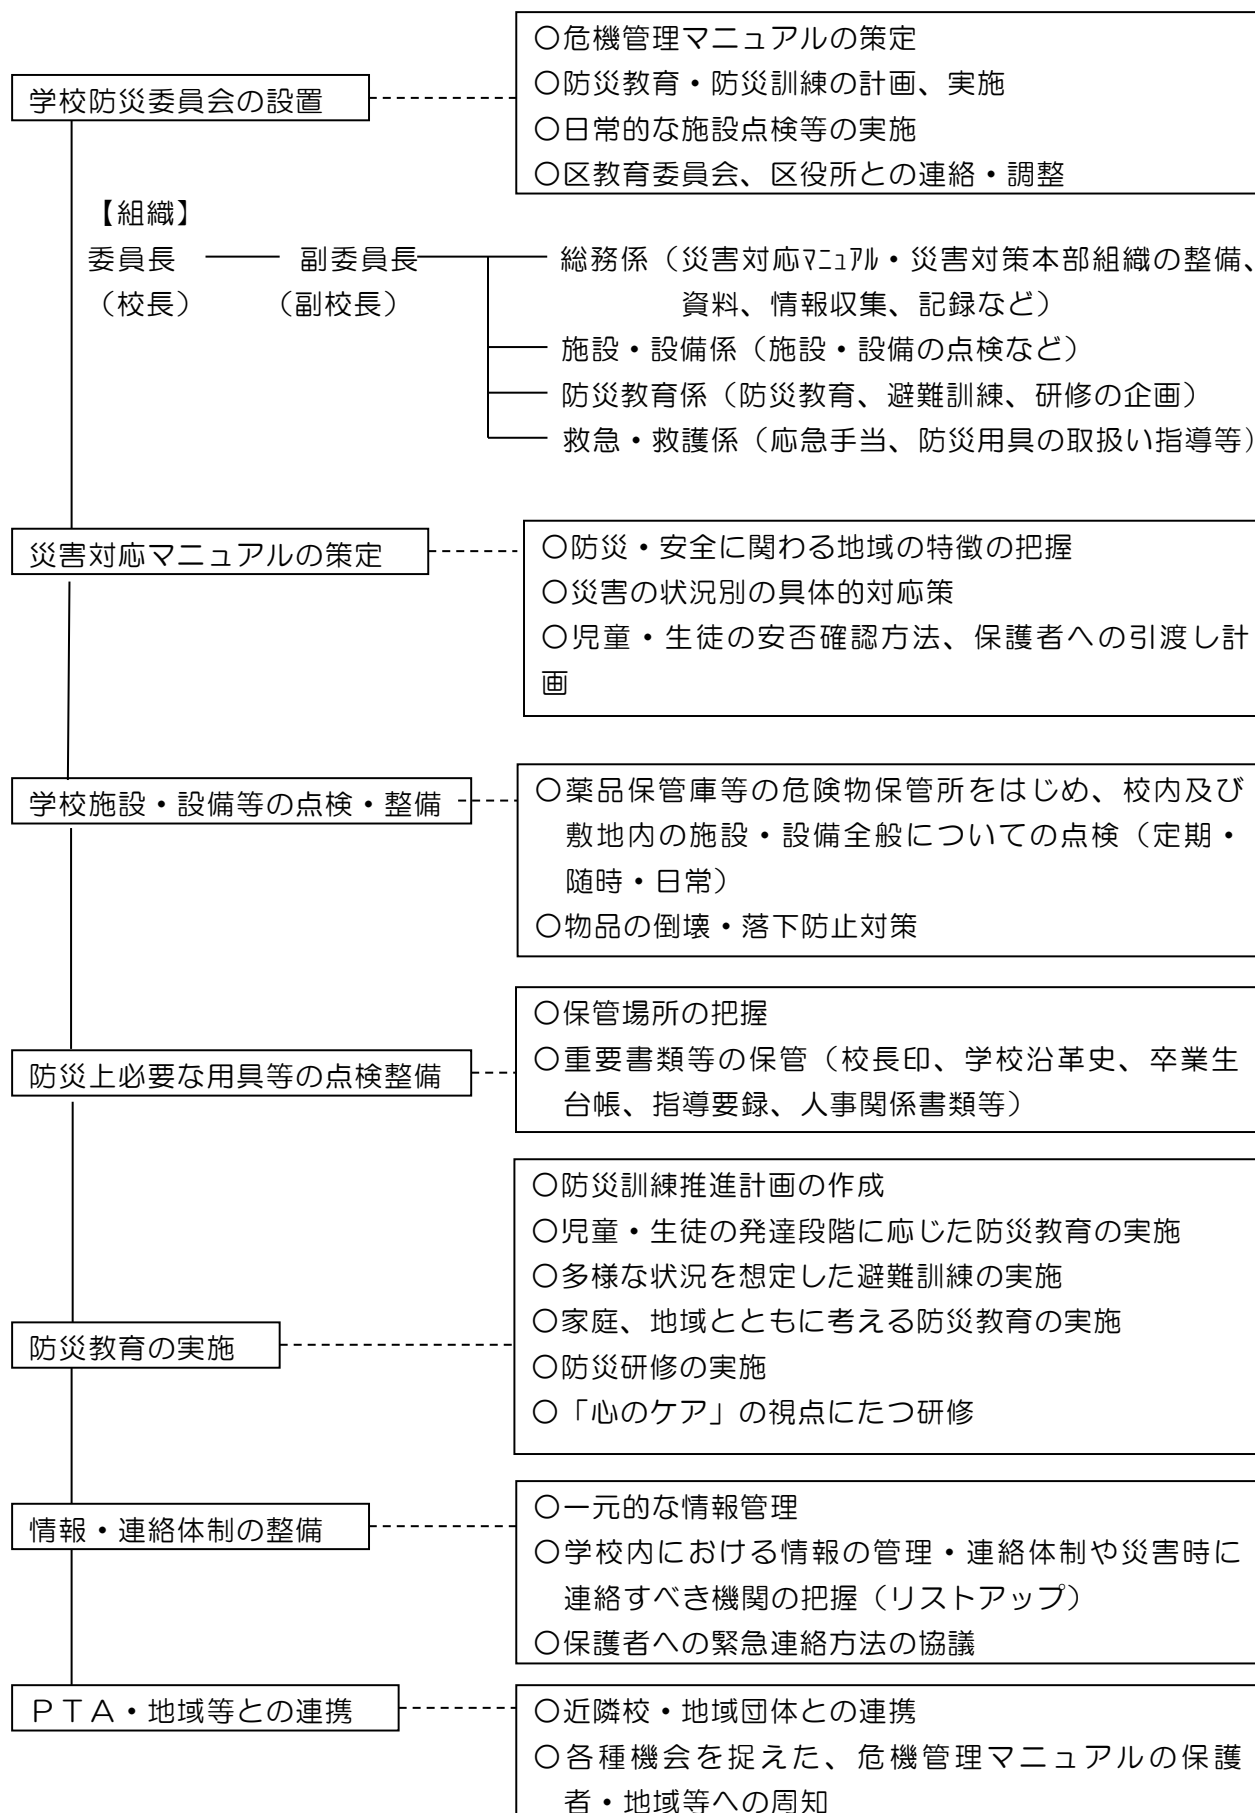 学校防災委員会の設置
〇危機管理マニュアルの策定
〇防災教育・防災訓練の計画、実施
〇日常的な施設点検等の実施
〇区教育委員会、区役所との連絡・調整
【組織】
委員長
（校長）
副委員長
（副校長）
総務係（災害対応ﾏﾆｭｱﾙ・災害対策本部組織の整備、
資料、情報収集、記録など）
施設・設備係（施設・設備の点検など）
防災教育係（防災教育、避難訓練、研修の企画）
救急・救護係（応急手当、防災用具の取扱い指導等）
災害対応マニュアルの策定
〇防災・安全に関わる地域の特徴の把握
〇災害の状況別の具体的対応策
〇児童・生徒の安否確認方法、保護者への引渡し計
画
学校施設・設備等の点検・整備
〇薬品保管庫等の危険物保管所をはじめ、校内及び
敷地内の施設・設備全般についての点検（定期・
随時・日常）
〇物品の倒壊・落下防止対策
防災上必要な用具等の点検整備
〇保管場所の把握
〇重要書類等の保管（校長印、学校沿革史、卒業生
台帳、指導要録、人事関係書類等）
防災教育の実施
〇防災訓練推進計画の作成
〇児童・生徒の発達段階に応じた防災教育の実施
〇多様な状況を想定した避難訓練の実施
〇家庭、地域とともに考える防災教育の実施
〇防災研修の実施
〇「心のケア」の視点にたつ研修
情報・連絡体制の整備
〇一元的な情報管理
〇学校内における情報の管理・連絡体制や災害時に
連絡すべき機関の把握（リストアップ）
〇保護者への緊急連絡方法の協議
ＰＴＡ・地域等との連携
〇近隣校・地域団体との連携
〇各種機会を捉えた、危機管理マニュアルの保護
者・地域等への周知